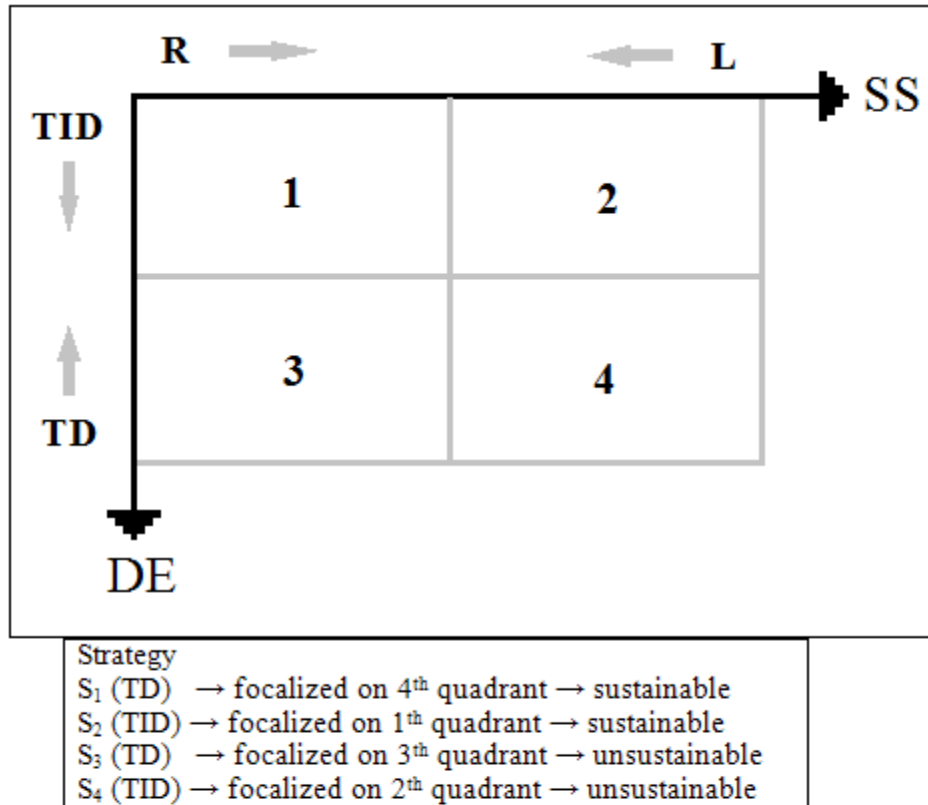 R L
SS
TID
1 2
3 4
TD
DE
Strategy
S₁ (TD) → focalized on 4ᵗʰ quadrant → sustainable
S₂ (TID) → focalized on 1ᵗʰ quadrant → sustainable
S₃ (TD) → focalized on 3ᵗʰ quadrant → unsustainable
S₄ (TID) → focalized on 2ᵗʰ quadrant → unsustainable